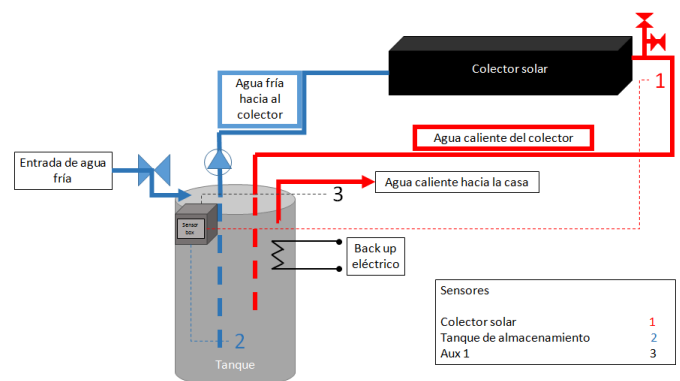 Colector solar
1
Agua fría
hacia al
colector
Agua caliente del colector
Entrada de agua
fría
3
Agua caliente hacia la casa
Sensor
box
Back up
eléctrico
2
Tanque
Sensores
Colector solar 1
Tanque de almacenamiento 2
Aux 1 3